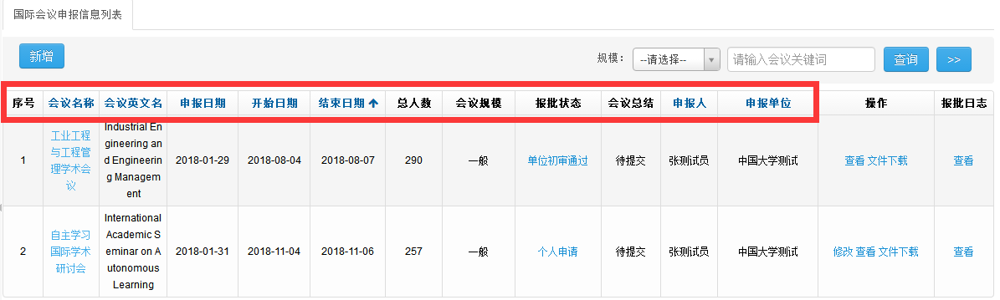 国际会议申报信息列表
新增 规模： --请选择-- 请输入会议关键词 查询 >>
序号 会议名称 会议英文名 申报日期 开始日期 结束日期 总人数 会议规模 报批状态 会议总结 申报人 申报单位 操作 报批日志
1
工业工程
与工程管
理学术会
议
Industrial En
gineering an
d Engineerin
g Managem
ent
2018-01-29 2018-08-04 2018-08-07 290 一般 单位初审通过 待提交 张测试员 中国大学测试 查看 文件下载 查看
2
自主学习
国际学术
研讨会
International
Academic S
eminar on A
utonomous
Learning
2018-01-31 2018-11-04 2018-11-06 257 一般 个人申请 待提交 张测试员 中国大学测试 修改 查看 文件下载 查看